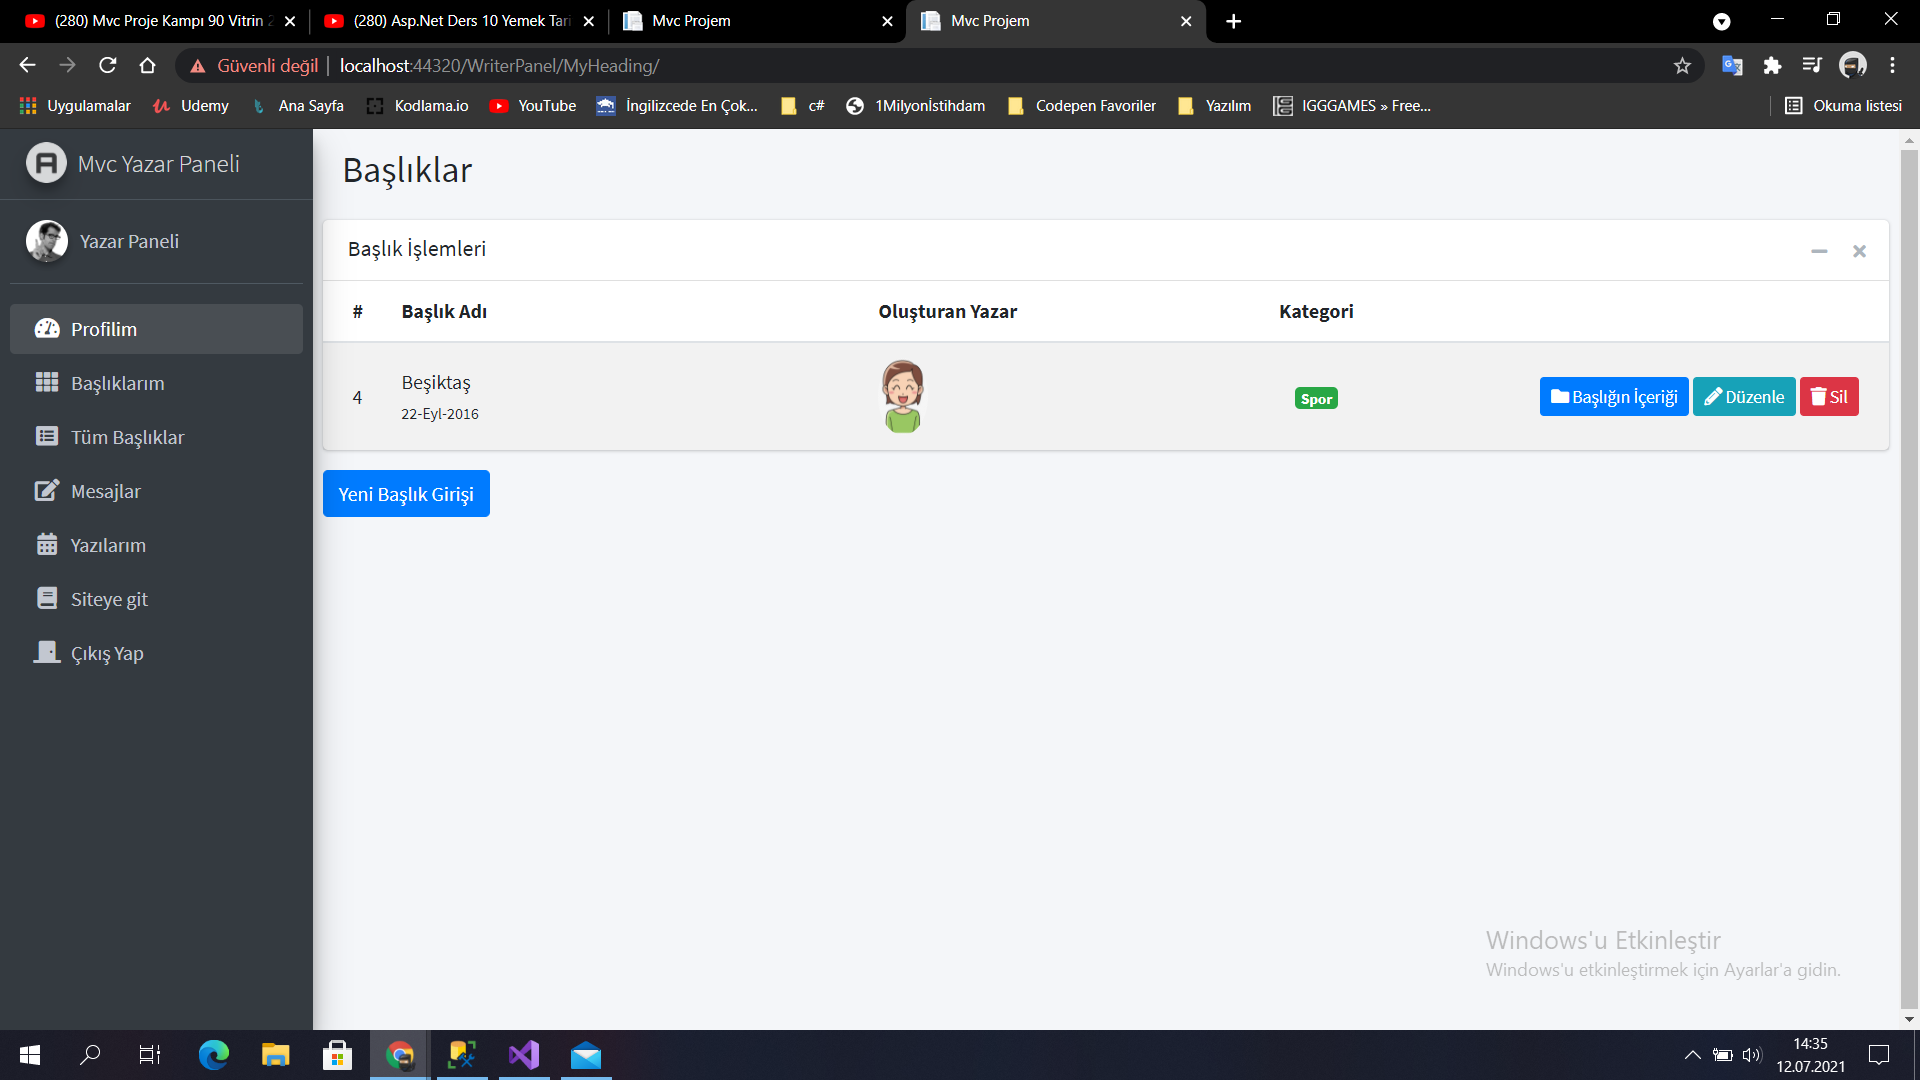 (280) Mvc Proje Kampı 90 Vitrin
(280) Asp.Net Ders 10 Yemek Tari
Mvc Projem
Mvc Projem
Güvenli değil
localhost:44320/WriterPanel/MyHeading/
Uygulamalar
Udemy
Ana Sayfa
Kodlama.io
YouTube
İngilizcede En Çok...
c#
1Milyonİstihdam
Codepen Favoriler
Yazılım
IGGGAMES » Free...
Okuma listesi
Mvc Yazar Paneli
Yazar Paneli
Profilim
Başlıklarım
Tüm Başlıklar
Mesajlar
Yazılarım
Siteye git
Çıkış Yap
Başlıklar
Başlık İşlemleri
# Başlık Adı Oluşturan Yazar Kategori
4 Beşiktaş
22-Eyl-2016
Spor
Başlığın İçeriği Düzenle Sil
Yeni Başlık Girişi
Windows'u Etkinleştir
Windows'u etkinleştirmek için Ayarlar'a gidin.
14:35
12.07.2021